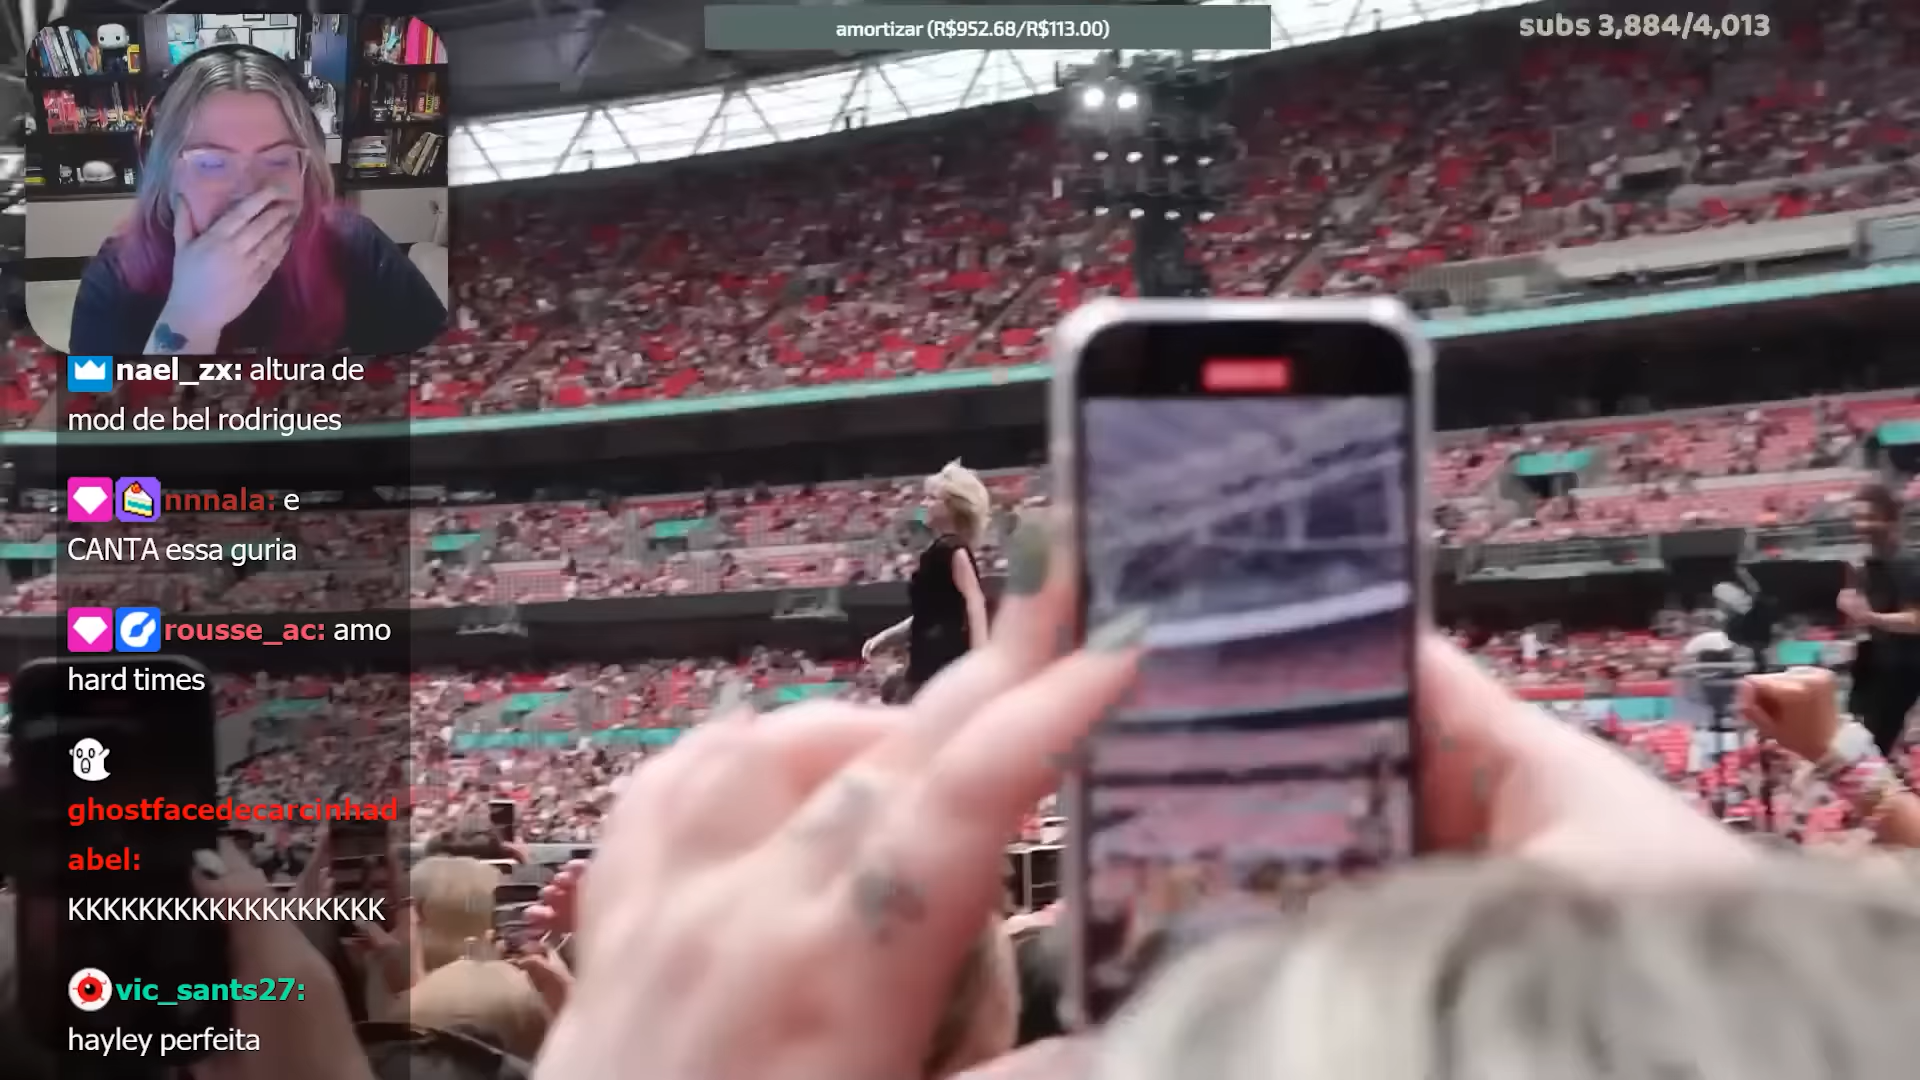 amortizar (R$952.68/R$113.00)
subs 3,884/4,013
nael_zx: altura de
mod de bel rodrigues
nnnala: e
CANTA essa guria
rousse_ac: amo
hard times
ghostfacedecarcinhad
abel:
KKKKKKKKKKKKKKKKKK
vic_sants27:
hayley perfeita